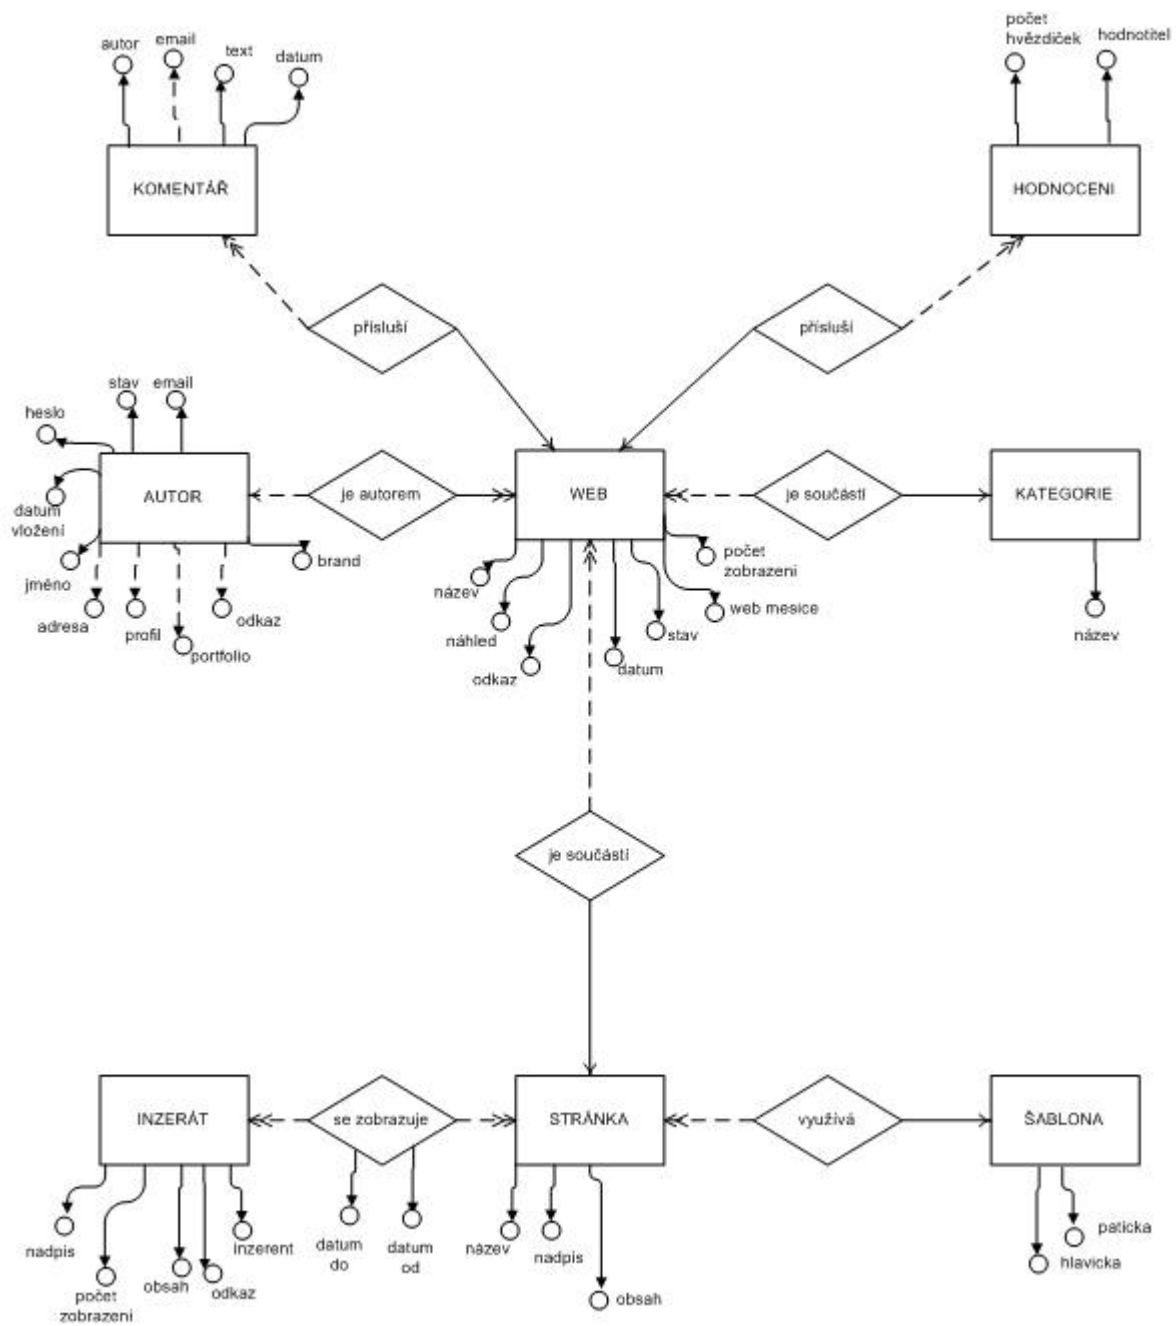 autor
email
text
datum
počet
hvězdiček
hodnotitel
KOMENTÁŘ
HODNOCENI
přísluší
přísluší
stav
email
heslo
AUTOR
je autorem
WEB
je součástí
KATEGORIE
datum
vložení
jméno
adresa
profil
portfolio
odkaz
brand
název
náhled
odkaz
datum
stav
web mesice
počet
zobrazeni
název
je součástí
INZERÁT
se zobrazuje
STRÁNKA
využívá
ŠABLONA
nadpis
počet
zobrazeni
obsah
odkaz
inzerent
datum
do
datum
od
název
nadpis
obsah
paticka
hlavicka